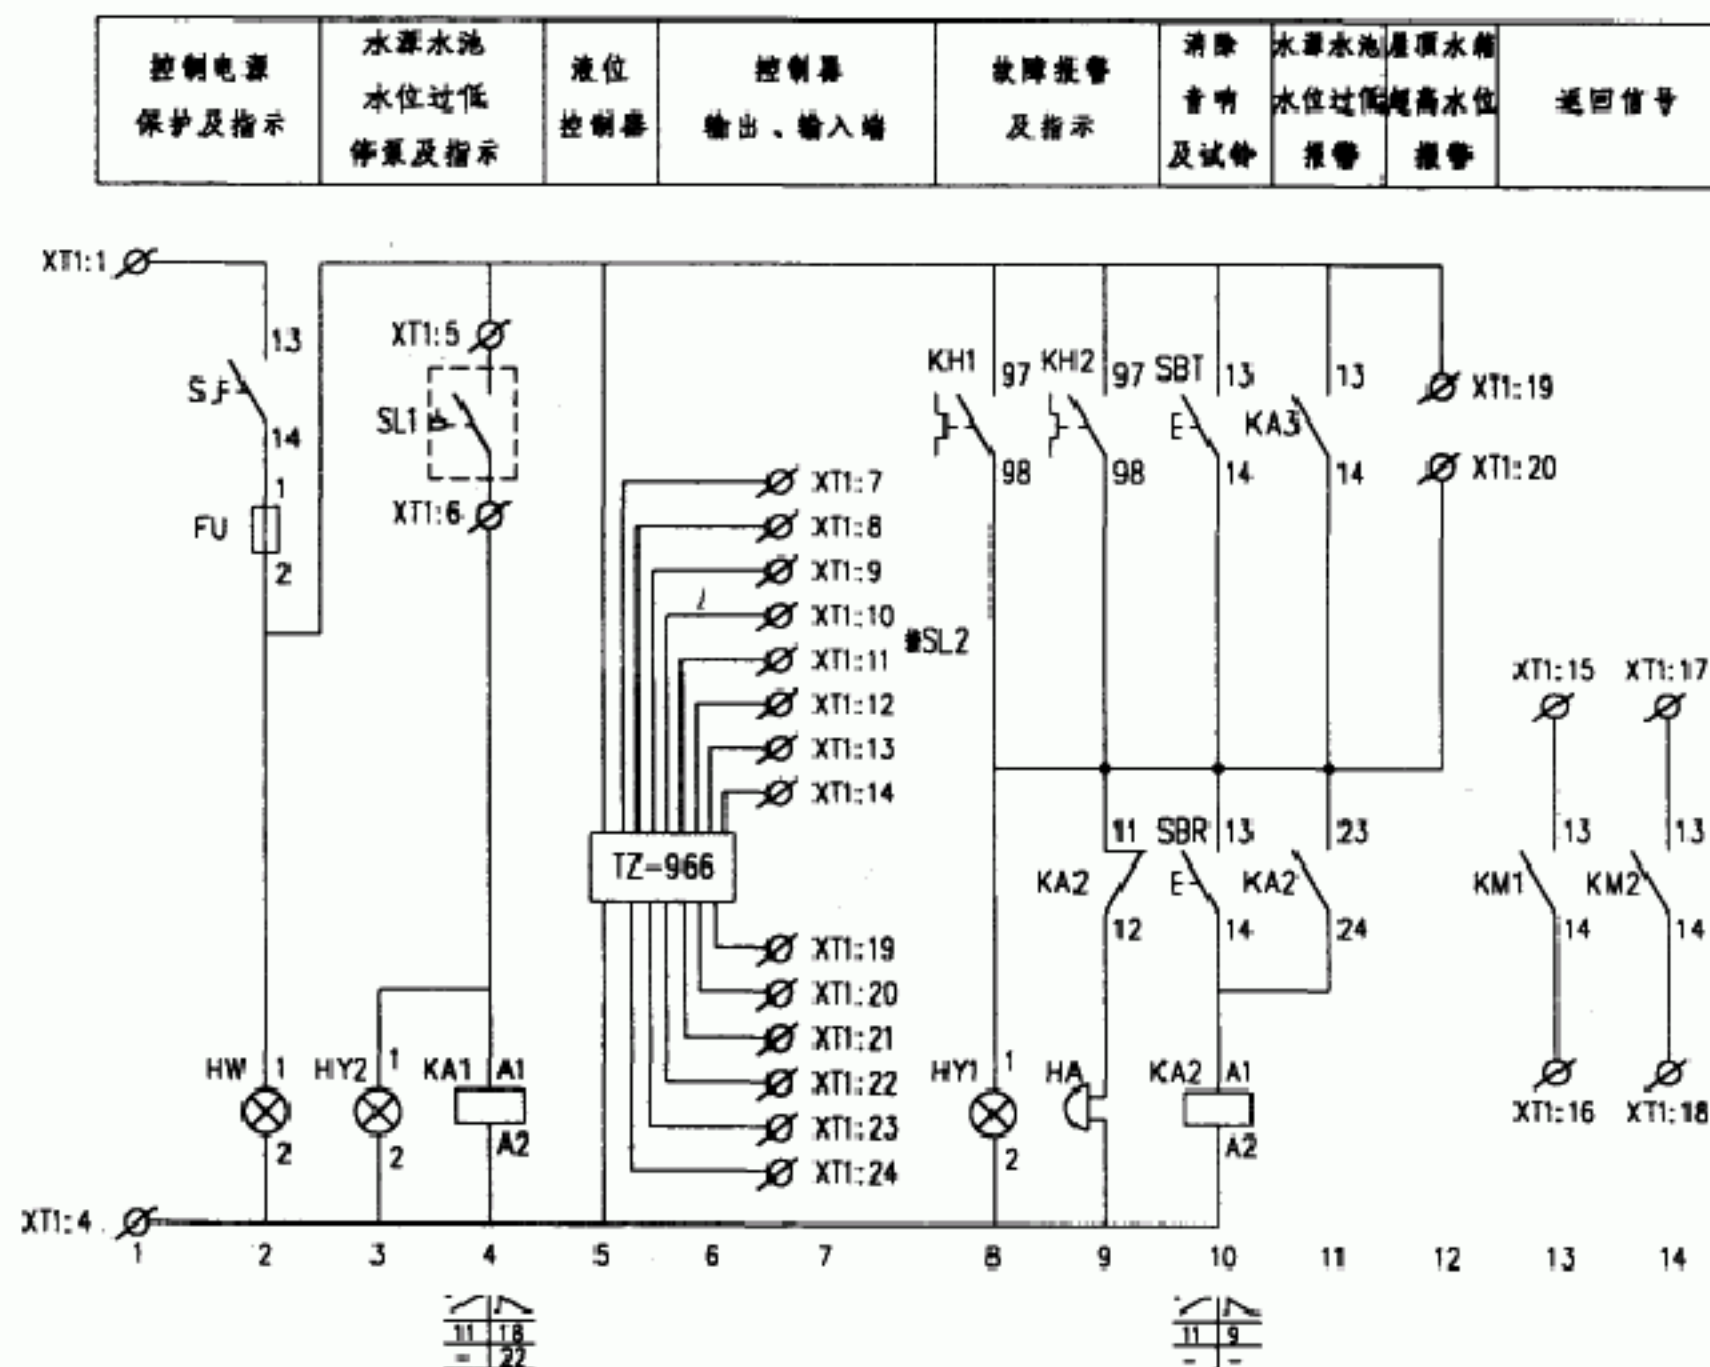 控制电源
保护及指示
水源水池
水位过低
停泵及指示
液位
控制器
控制器
输出、输入端
故障报警
及指示
消除
音响
及试铃
水源水池
水位过低
报警
屋顶水箱
超高水位
报警
返回信号
XT1:1
13
S
14
1
FU
2
XT1:5
SL1
XT1:6
XT1:7
XT1:8
XT1:9
XT1:10
XT1:11
XT1:12
XT1:13
XT1:14
SL2
TZ-966
XT1:19
XT1:20
XT1:21
XT1:22
XT1:23
XT1:24
KH1 97
98
KH2 97
98
SBT 13
14
13
KA3
14
XT1:19
XT1:20
11
KA2
12
SBR 13
14
23
KA2
24
XT1:15
13
KM1
14
XT1:16
XT1:17
13
KM2
14
XT1:18
HW 1
2
HY2 1
2
KA1 A1
A2
HY1 1
2
HA
KA2 A1
A2
XT1:4
1 2 3 4 5 6 7 8 9 10 11 12 13 14
11 18
- 22
11 9
- -